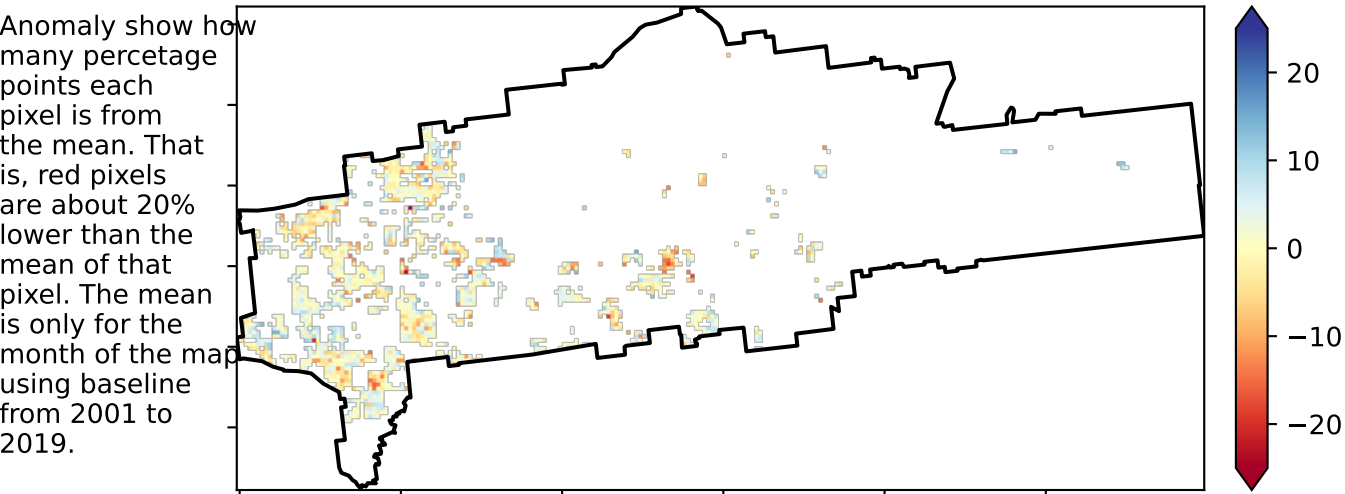 Anomaly show how
many percetage
points each
pixel is from
the mean. That
is, red pixels
are about 20%
lower than the
mean of that
pixel. The mean
is only for the
month of the map
using baseline
from 2001 to
2019.
20
10
0
−10
−20